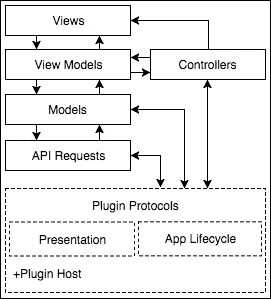 Views
View Models
Controllers
Models
API Requests
Plugin Protocols
Presentation
App Lifecycle
+Plugin Host